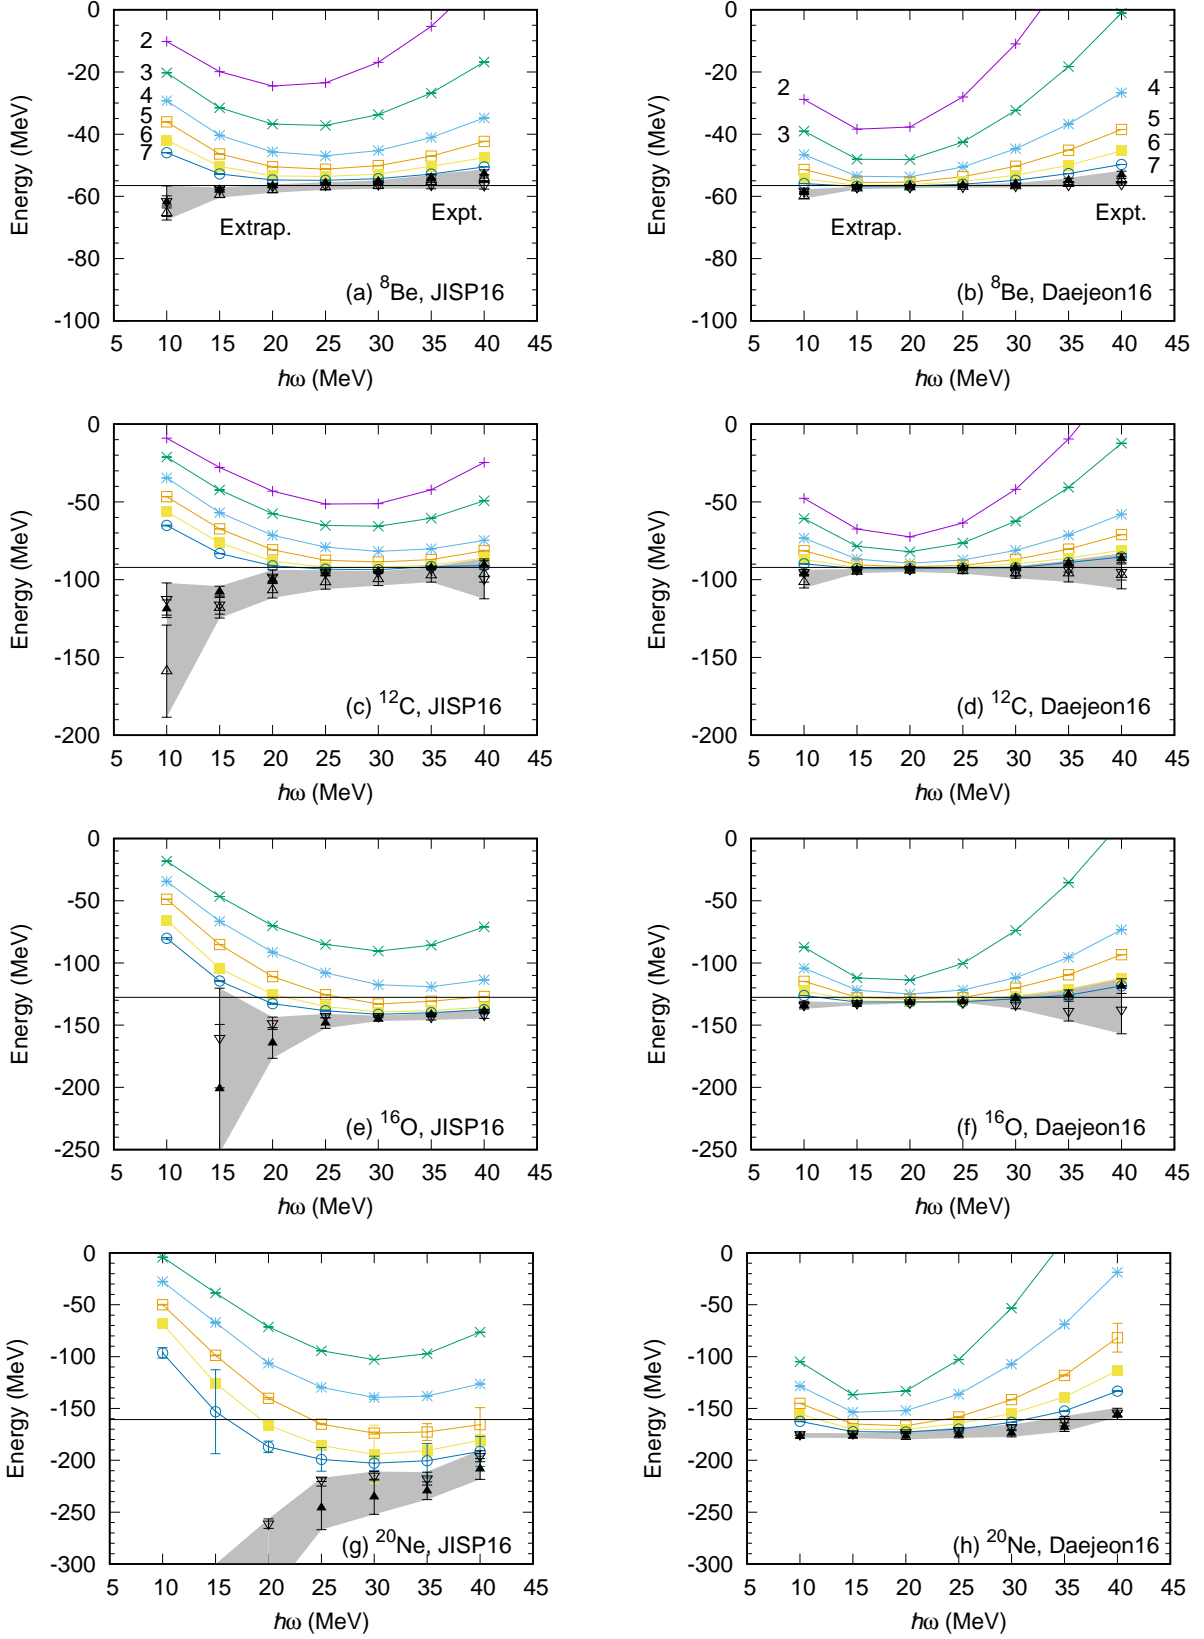 0
-20
-40
-60
-80
-100
Energy (MeV)
2
3
4
5
6
7
Extrap.
Expt.
(a) ⁸Be, JISP16
5 10 15 20 25 30 35 40 45
ℏω (MeV)
0
-20
-40
-60
-80
-100
Energy (MeV)
2
3
4
5
6
7
Extrap.
Expt.
(b) ⁸Be, Daejeon16
5 10 15 20 25 30 35 40 45
ℏω (MeV)
0
-50
-100
-150
-200
Energy (MeV)
(c) ¹²C, JISP16
5 10 15 20 25 30 35 40 45
ℏω (MeV)
0
-50
-100
-150
-200
Energy (MeV)
(d) ¹²C, Daejeon16
5 10 15 20 25 30 35 40 45
ℏω (MeV)
0
-50
-100
-150
-200
-250
Energy (MeV)
(e) ¹⁶O, JISP16
5 10 15 20 25 30 35 40 45
ℏω (MeV)
0
-50
-100
-150
-200
-250
Energy (MeV)
(f) ¹⁶O, Daejeon16
5 10 15 20 25 30 35 40 45
ℏω (MeV)
0
-50
-100
-150
-200
-250
-300
Energy (MeV)
(g) ²⁰Ne, JISP16
5 10 15 20 25 30 35 40 45
ℏω (MeV)
0
-50
-100
-150
-200
-250
-300
Energy (MeV)
(h) ²⁰Ne, Daejeon16
5 10 15 20 25 30 35 40 45
ℏω (MeV)